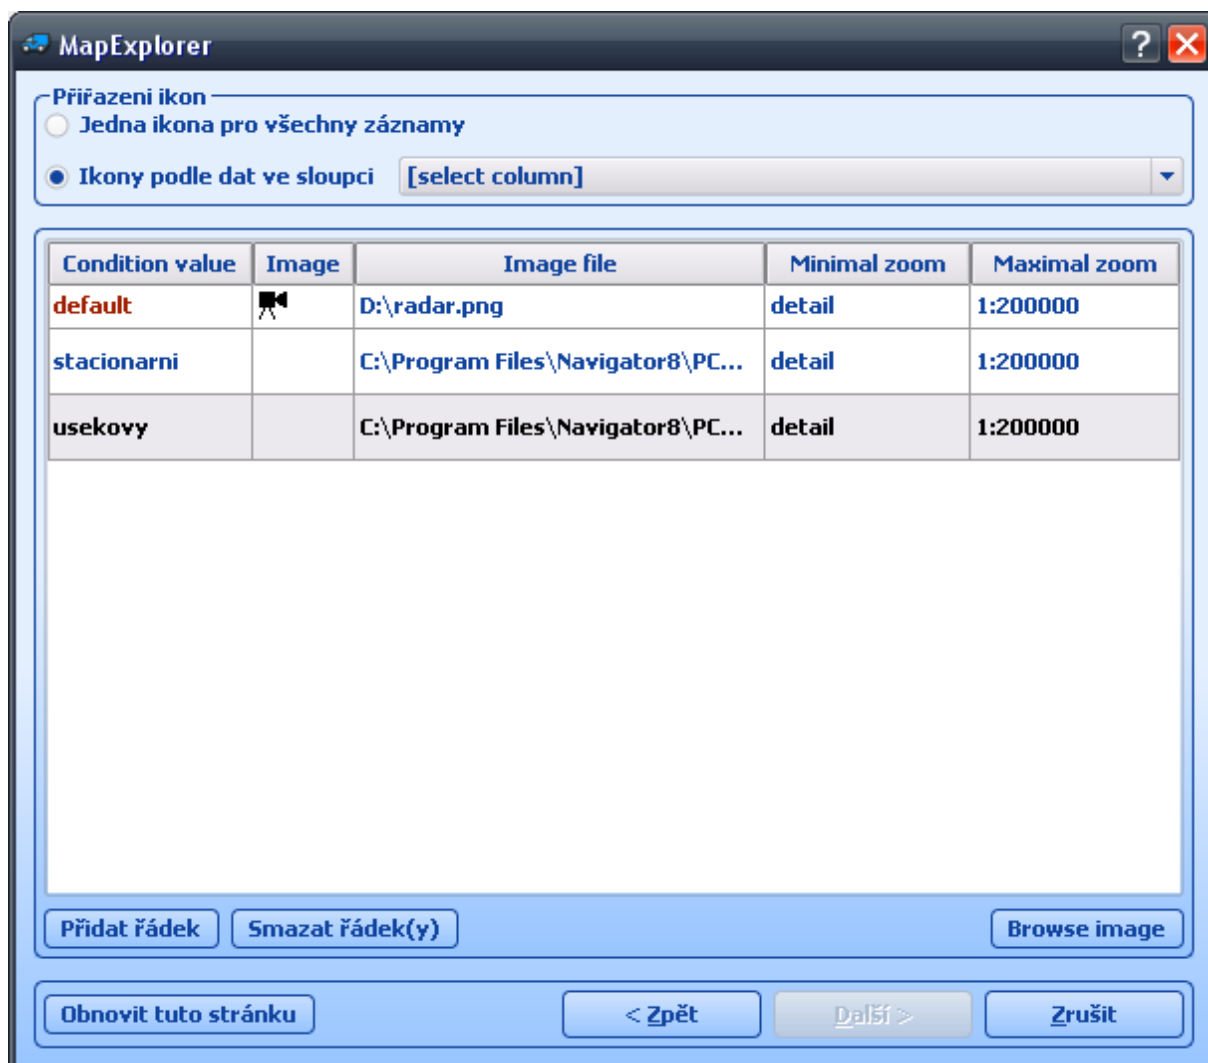 MapExplorer
Přiřazeni ikon
Jedna ikona pro všechny záznamy
Ikony podle dat ve sloupci [select column]
Condition value Image Image file Minimal zoom Maximal zoom
default D:\radar.png detail 1:200000
stacionarni C:\Program Files\Navigator8\PC... detail 1:200000
usekovy C:\Program Files\Navigator8\PC... detail 1:200000
Přidat řádek Smazat řádek(y) Browse image
Obnovit tuto stránku < Zpět Další > Zrušit